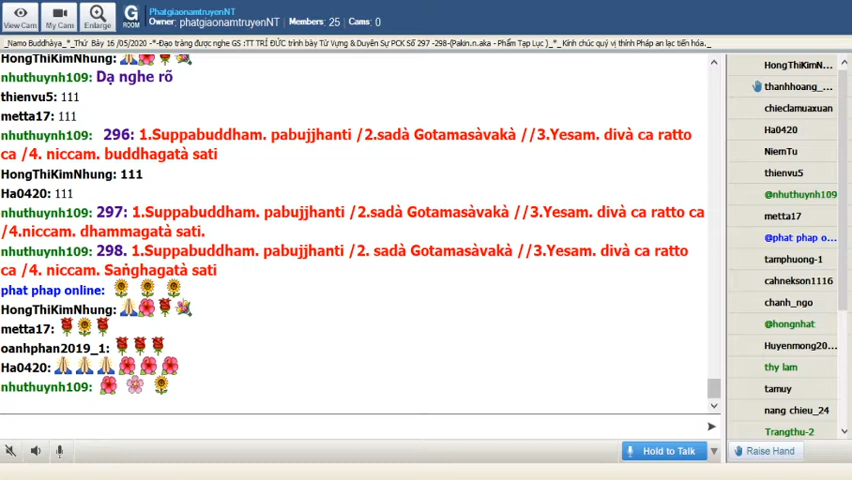 View Cam
My Cam
Enlarge
G
ROOM
PhatgiaonamtruyenNT
Owner: phatgiaonamtruyenNT Members: 25 Cams: 0
_Namo Buddhàya_*_Thứ Bảy 16 /05/2020 -*-Đạo tràng được nghe GS :TT TRÍ ĐỨC trình bày Từ Vựng &Duyên Sự PCK Số 297 -298-(Pakin.n.aka - Phẩm Tạp Lục )_*_Kính chúc quý vị thính Pháp an lạc tiến hóa._
HongThiKimNhung:
nhuthuynh109: Dạ nghe rõ
thienvu5: 111
metta17: 111
nhuthuynh109: 296: 1.Suppabuddham. pabujjhanti /2.sadà Gotamasàvakà //3.Yesam. divà ca ratto
ca /4. niccam. buddhagatà sati
HongThiKimNhung: 111
Ha0420: 111
nhuthuynh109: 297: 1.Suppabuddham. pabujjhanti /2.sadà Gotamasàvakà //3.Yesam. divà ca ratto ca
/4.niccam. dhammagatà sati.
nhuthuynh109: 298. 1.Suppabuddham. pabujjhanti /2. sadà Gotamasàvakà //3.Yesam. divà ca ratto
ca /4. niccam. Saṅghagatà sati
phat phap online:
HongThiKimNhung:
metta17:
oanhphan2019_1:
Ha0420:
nhuthuynh109:
Hold to Talk
HongThiKimN...
thanhhoang_...
chieclamuaxuan
Ha0420
NiemTu
thienvu5
@nhuthuynh109
metta17
@phat phap o...
tamphuong-1
cahnekson1116
chanh_ngo
@hongnhat
Huyenmong20...
thy lam
tamuy
nang chieu_24
Trangthu-2
Raise Hand